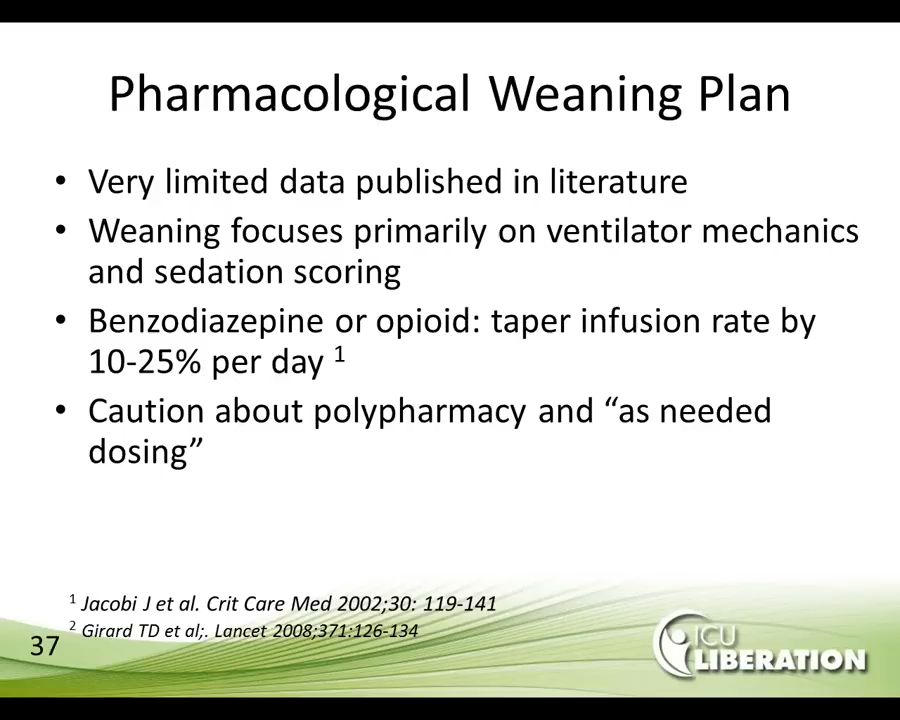 Pharmacological Weaning Plan
• Very limited data published in literature
• Weaning focuses primarily on ventilator mechanics
and sedation scoring
• Benzodiazepine or opioid: taper infusion rate by
10-25% per day ¹
• Caution about polypharmacy and “as needed
dosing”
¹ Jacobi J et al. Crit Care Med 2002;30: 119-141
² Girard TD et al;. Lancet 2008;371:126-134
37
ICU
LIBERATION